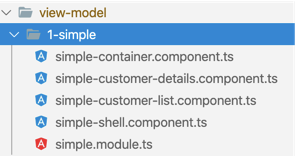 view-model
1-simple
simple-container.component.ts
simple-customer-details.component.ts
simple-customer-list.component.ts
simple-shell.component.ts
simple.module.ts